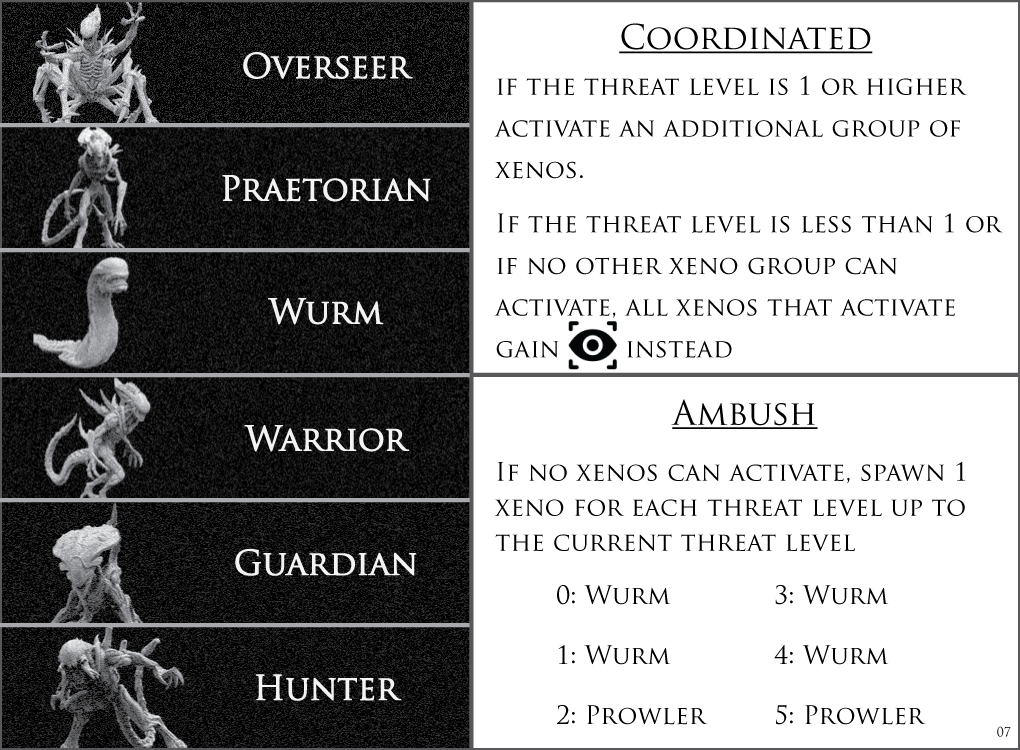 Overseer
Praetorian
Wurm
Warrior
Guardian
Hunter
Coordinated
if the threat level is 1 or higher
activate an additional group of
xenos.
If the threat level is less than 1 or
if no other xeno group can
activate, all xenos that activate
gain instead
Ambush
If no xenos can activate, spawn 1
xeno for each threat level up to
the current threat level
0: Wurm
3: Wurm
1: Wurm
4: Wurm
2: Prowler
5: Prowler
07